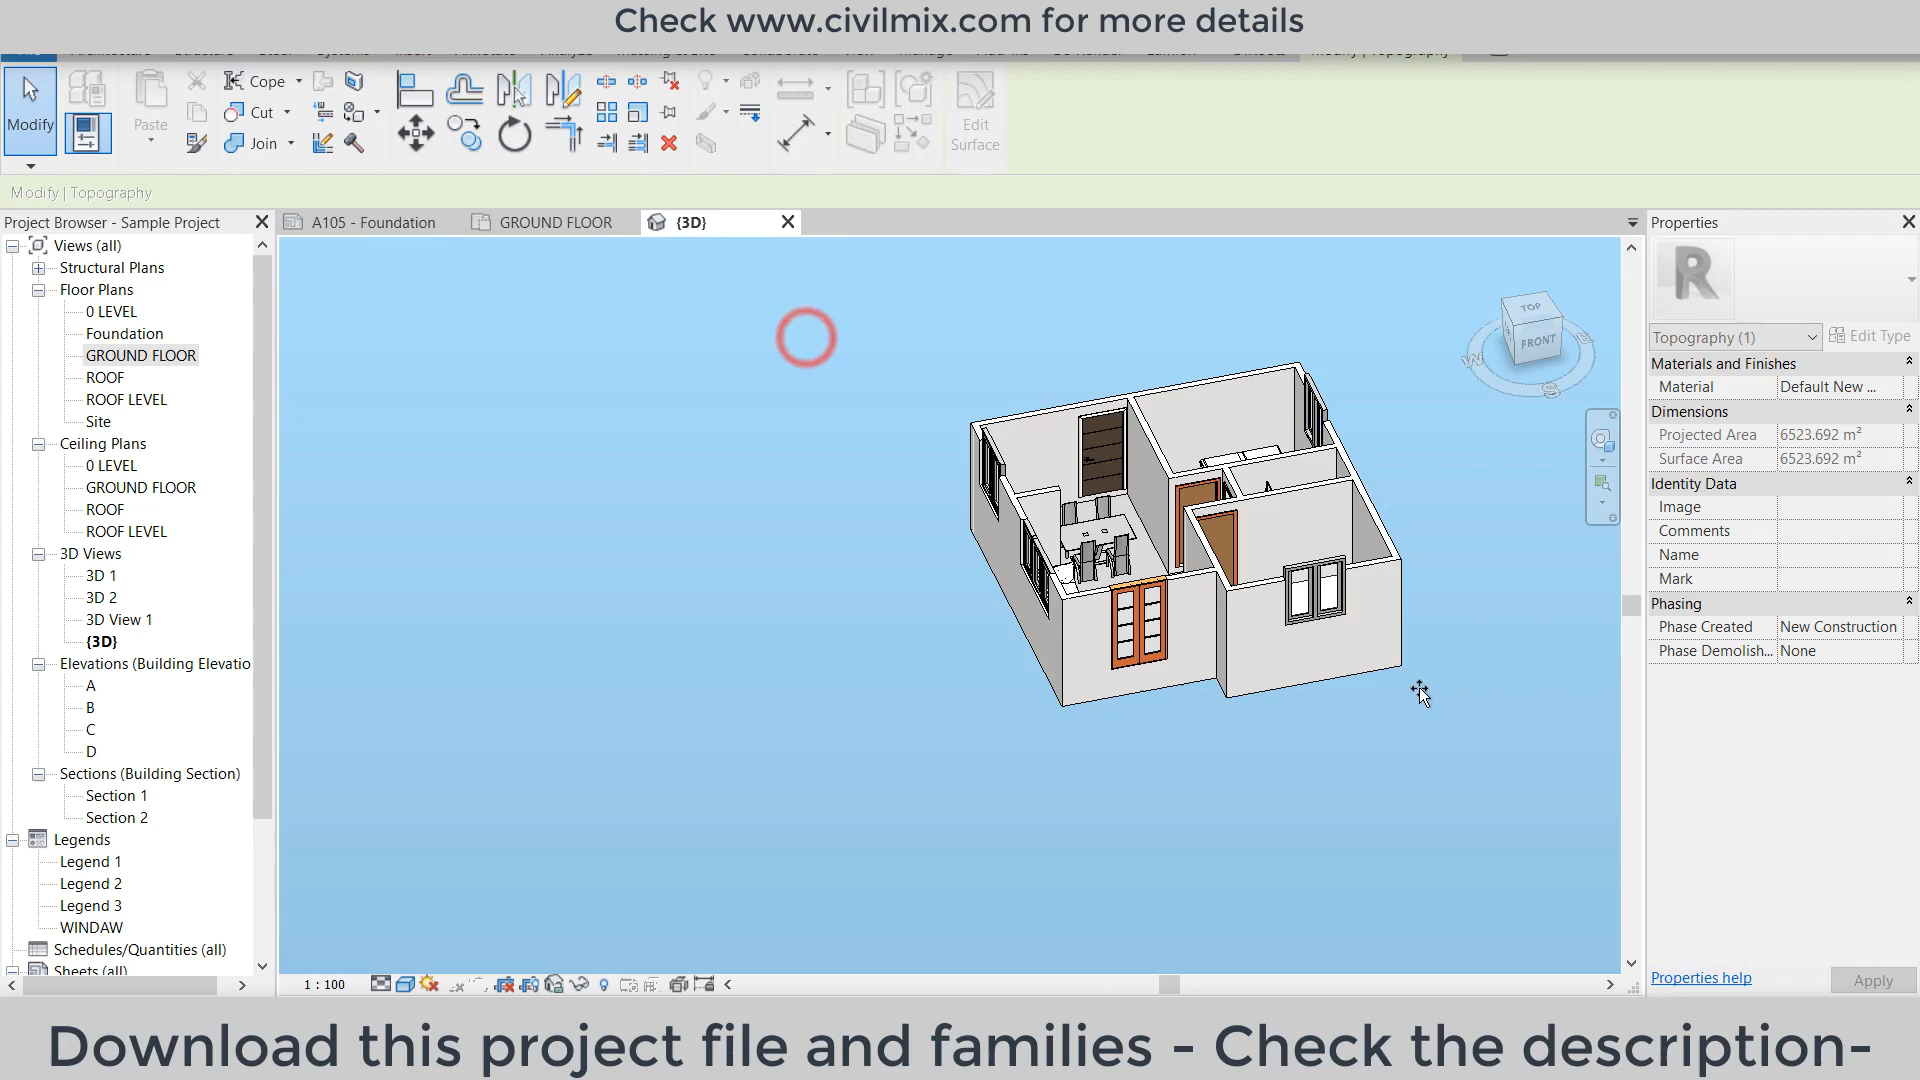 Check www.civilmix.com for more details
Modify
Paste
Cope
Cut
Join
Edit
Surface
Modify | Topography
Project Browser - Sample Project
A105 - Foundation
GROUND FLOOR
{3D}
Properties
Views (all)
Structural Plans
Floor Plans
0 LEVEL
Foundation
GROUND FLOOR
ROOF
ROOF LEVEL
Site
Ceiling Plans
0 LEVEL
GROUND FLOOR
ROOF
ROOF LEVEL
3D Views
3D 1
3D 2
3D View 1
{3D}
Elevations (Building Elevatio
A
B
C
D
Sections (Building Section)
Section 1
Section 2
Legends
Legend 1
Legend 2
Legend 3
WINDAW
Schedules/Quantities (all)
Sheets (all)
TOP
FRONT
W
S
1 : 100
R
Topography (1)
Edit Type
Materials and Finishes
Material Default New ...
Dimensions
Projected Area 6523.692 m²
Surface Area 6523.692 m²
Identity Data
Image
Comments
Name
Mark
Phasing
Phase Created New Construction
Phase Demolish... None
Properties help
Apply
Download this project file and families - Check the description-